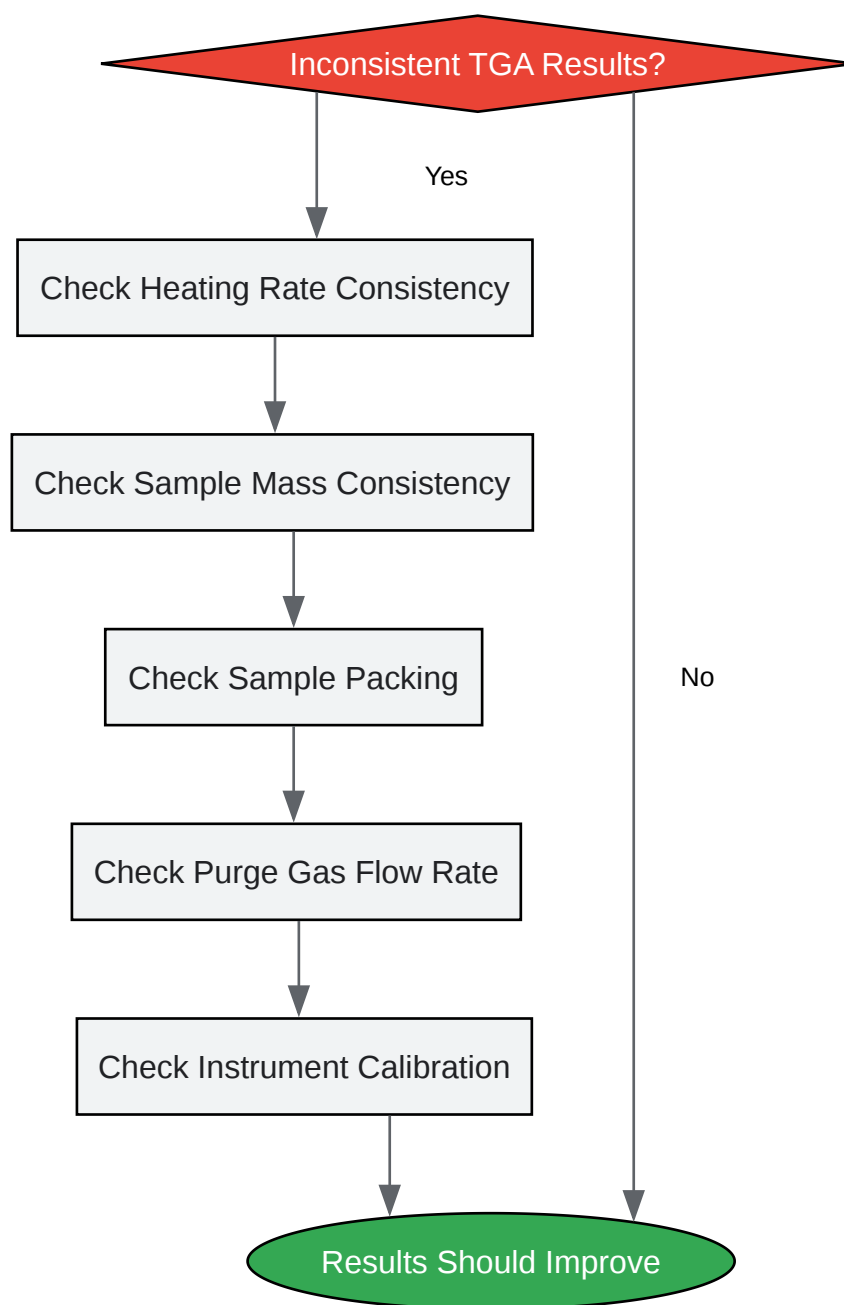 Inconsistent TGA Results?
Yes
Check Heating Rate Consistency
Check Sample Mass Consistency
Check Sample Packing
No
Check Purge Gas Flow Rate
Check Instrument Calibration
Results Should Improve